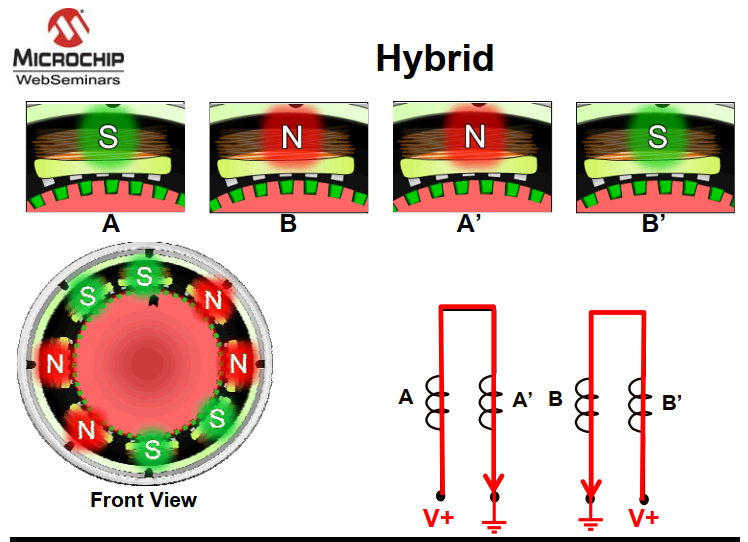 MICROCHIP
WebSeminars
Hybrid
S
N
N
S
A
B
A’
B’
S
S
N
N
N
N
S
S
A
A’
B
B’
V+
V+
Front View